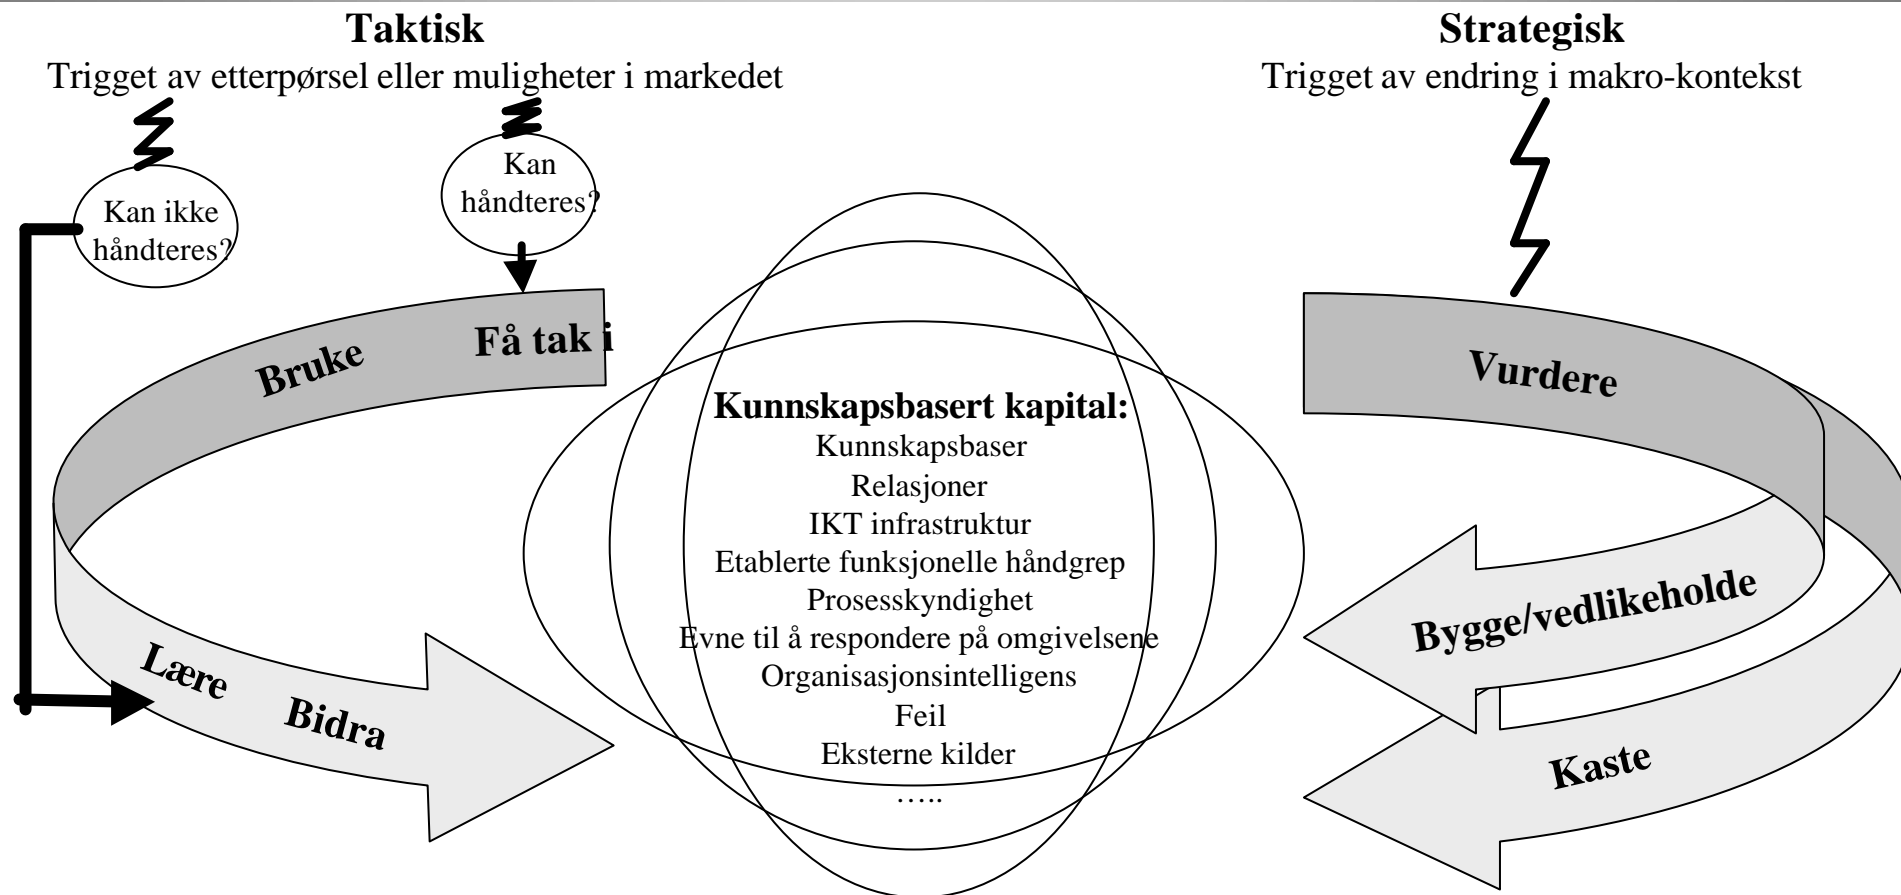 Taktisk
Trigget av etterpørsel eller muligheter i markedet
Kan ikke
håndteres?
Kan
håndteres?
Få tak i
Bruke
Lære
Bidra
Kunnskapsbasert kapital:
Kunnskapsbaser
Relasjoner
IKT infrastruktur
Etablerte funksjonelle håndgrep
Prosesskyndighet
Evne til å respondere på omgivelsene
Organisasjonsintelligens
Feil
Eksterne kilder
…..
Strategisk
Trigget av endring i makro-kontekst
Vurdere
Bygge/vedlikeholde
Kaste